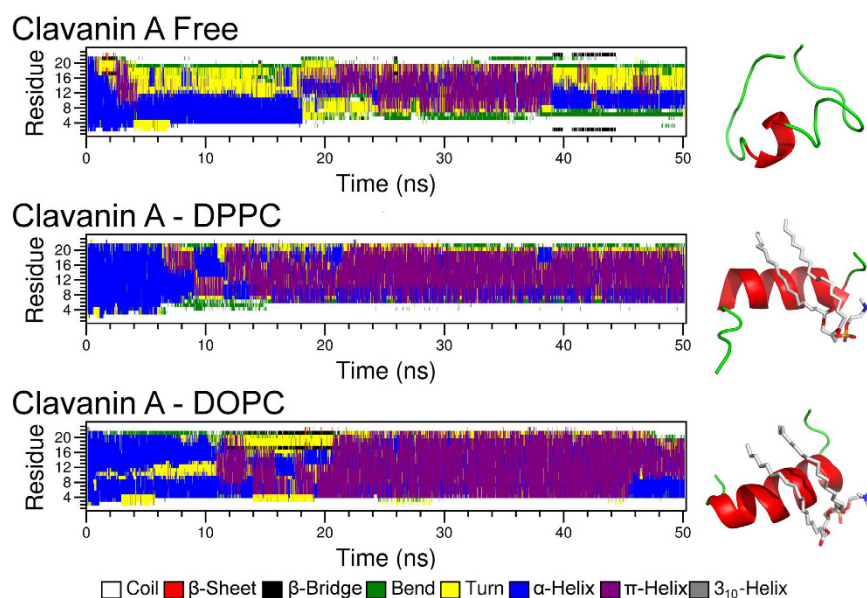 Clavanin A Free
Residue
20
16
12
8
4
0 10 20 30 40 50
Time (ns)
Clavanin A - DPPC
Residue
20
16
12
8
4
0 10 20 30 40 50
Time (ns)
Clavanin A - DOPC
Residue
20
16
12
8
4
0 10 20 30 40 50
Time (ns)
Coil β-Sheet β-Bridge Bend Turn α-Helix π-Helix 3₁₀-Helix